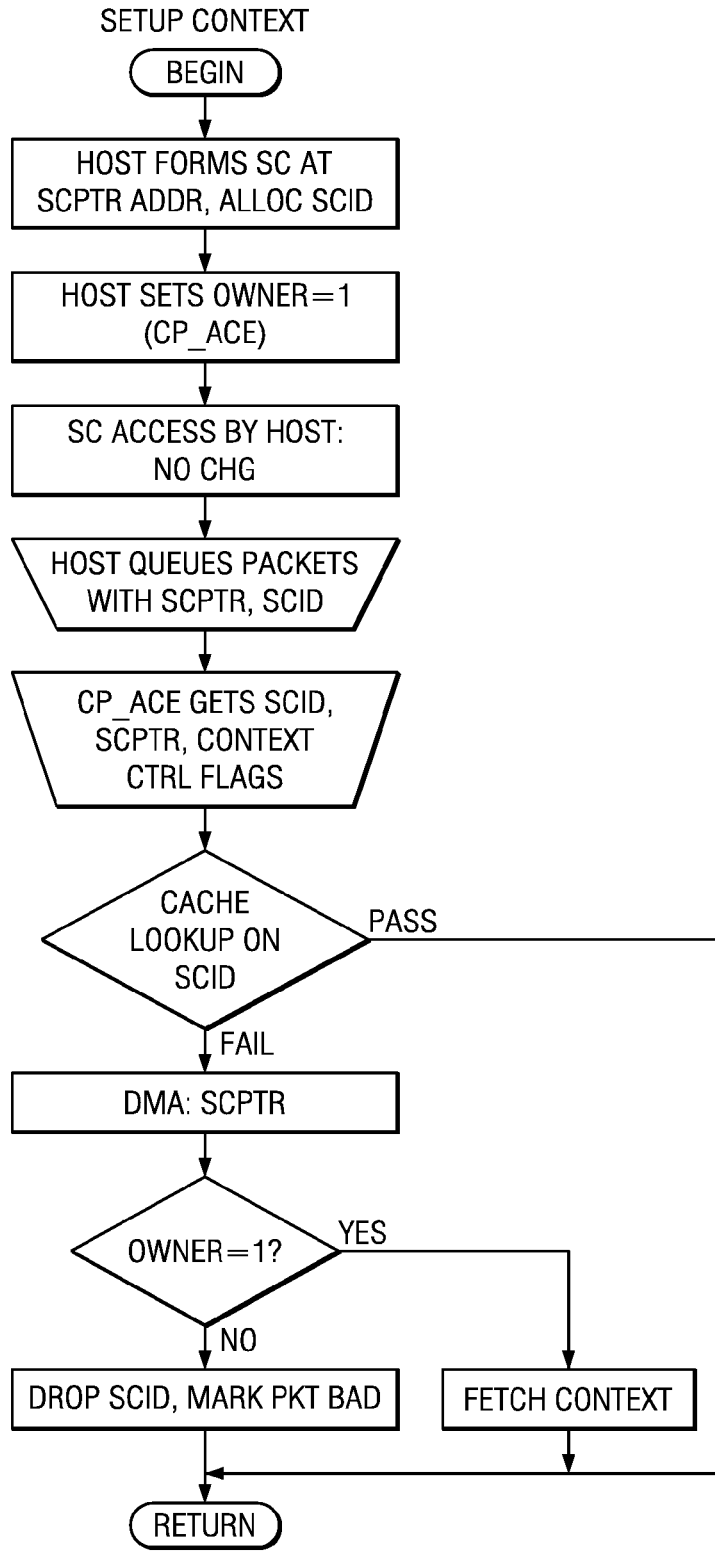 SETUP CONTEXT
BEGIN
HOST FORMS SC AT
SCPTR ADDR, ALLOC SCID
HOST SETS OWNER=1
(CP_ACE)
SC ACCESS BY HOST:
NO CHG
HOST QUEUES PACKETS
WITH SCPTR, SCID
CP_ACE GETS SCID,
SCPTR, CONTEXT
CTRL FLAGS
CACHE
LOOKUP ON
SCID
PASS
FAIL
DMA: SCPTR
OWNER=1?
YES
NO
DROP SCID, MARK PKT BAD
FETCH CONTEXT
RETURN